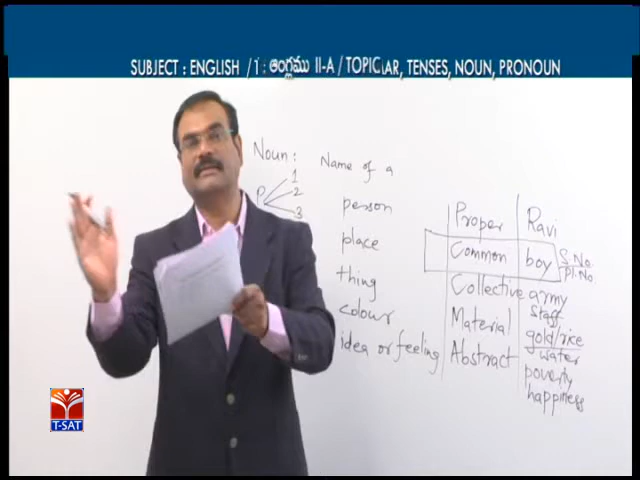 SUBJECT : ENGLISH / 1 : ఆంగ్లము II-A / TOPIC AR, TENSES, NOUN, PRONOUN
Noun :
Name of a
P
1
2
3
person
place
thing
colour
idea or feeling
Proper Ravi
Common boy S.No.
Pl.No.
Collective army
staff
Material gold/rice
water
Abstract poverty
happiness
T-SAT